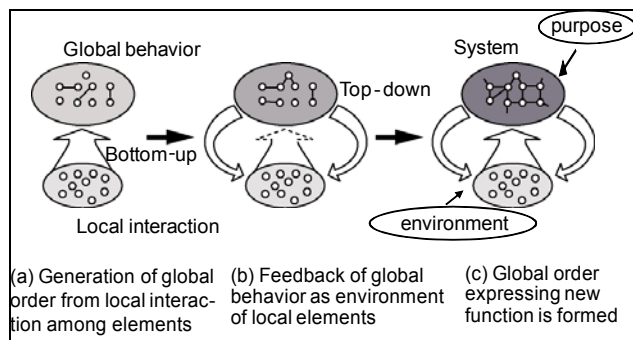 purpose
Global behavior
System
Top-down
Bottom-up
Local interaction
environment
(a) Generation of global
order from local interac-
tion among elements
(b) Feedback of global
behavior as environment
of local elements
(c) Global order
expressing new
function is formed